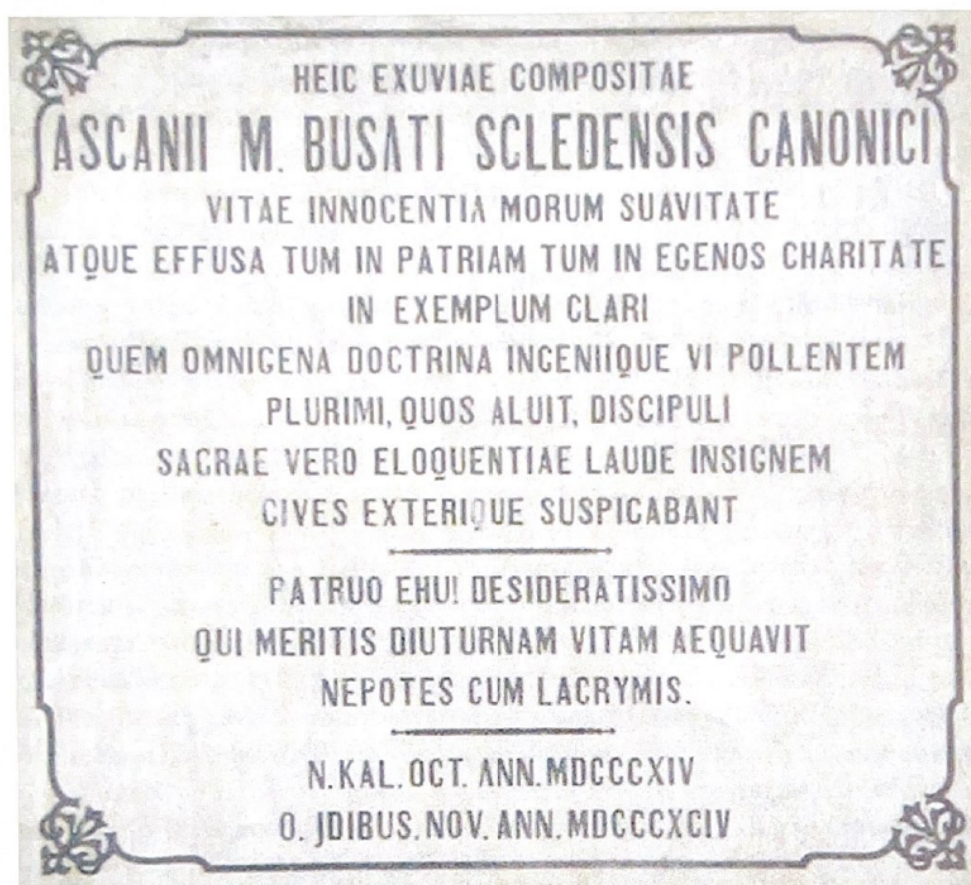 HEIC EXUVIAE COMPOSITAE
ASCANII M. BUSATI SCLEDENSIS CANONICI
VITAE INNOCENTIA MORUM SUAVITATE
ATQUE EFFUSA TUM IN PATRIAM TUM IN EGENOS CHARITATE
IN EXEMPLUM CLARI
QUEM OMNIGENA DOCTRINA INGENIIQUE VI POLLENTEM
PLURIMI, QUOS ALUIT, DISCIPULI
SACRAE VERO ELOQUENTIAE LAUDE INSIGNEM
CIVES EXTERIQUE SUSPICABANT
PATRUO EHU! DESIDERATISSIMO
QUI MERITIS DIUTURNAM VITAM AEQUAVIT
NEPOTES CUM LACRYMIS
N. KAL. OCT. ANN. MDCCCXIV
O. JDIBUS. NOV. ANN. MDCCCXCIV